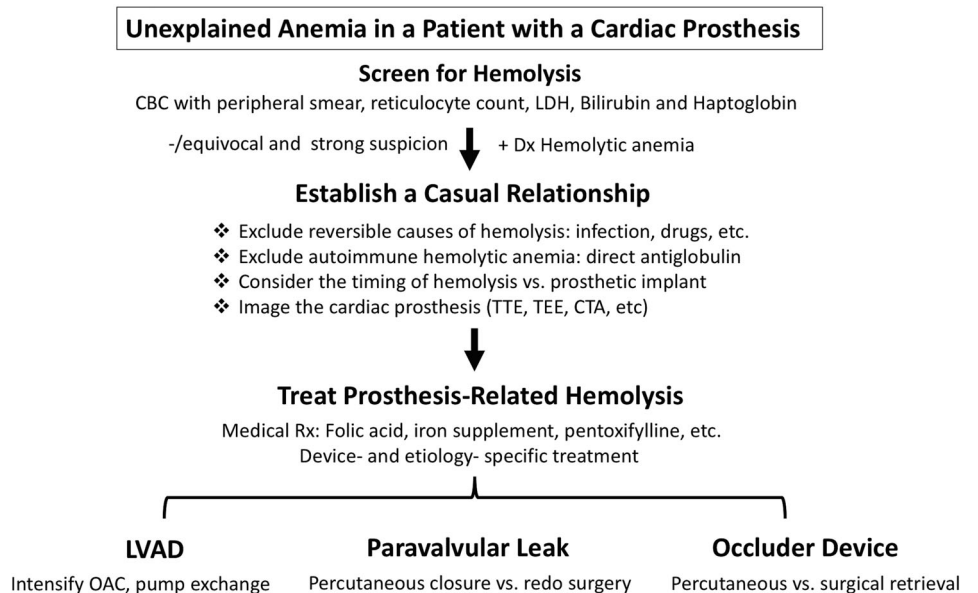 Unexplained Anemia in a Patient with a Cardiac Prosthesis
Screen for Hemolysis
CBC with peripheral smear, reticulocyte count, LDH, Bilirubin and Haptoglobin
-/equivocal and strong suspicion + Dx Hemolytic anemia
Establish a Casual Relationship
❖ Exclude reversible causes of hemolysis: infection, drugs, etc.
❖ Exclude autoimmune hemolytic anemia: direct antiglobulin
❖ Consider the timing of hemolysis vs. prosthetic implant
❖ Image the cardiac prosthesis (TTE, TEE, CTA, etc)
Treat Prosthesis-Related Hemolysis
Medical Rx: Folic acid, iron supplement, pentoxifylline, etc.
Device- and etiology- specific treatment
LVAD
Intensify OAC, pump exchange
Paravalvular Leak
Percutaneous closure vs. redo surgery
Occluder Device
Percutaneous vs. surgical retrieval